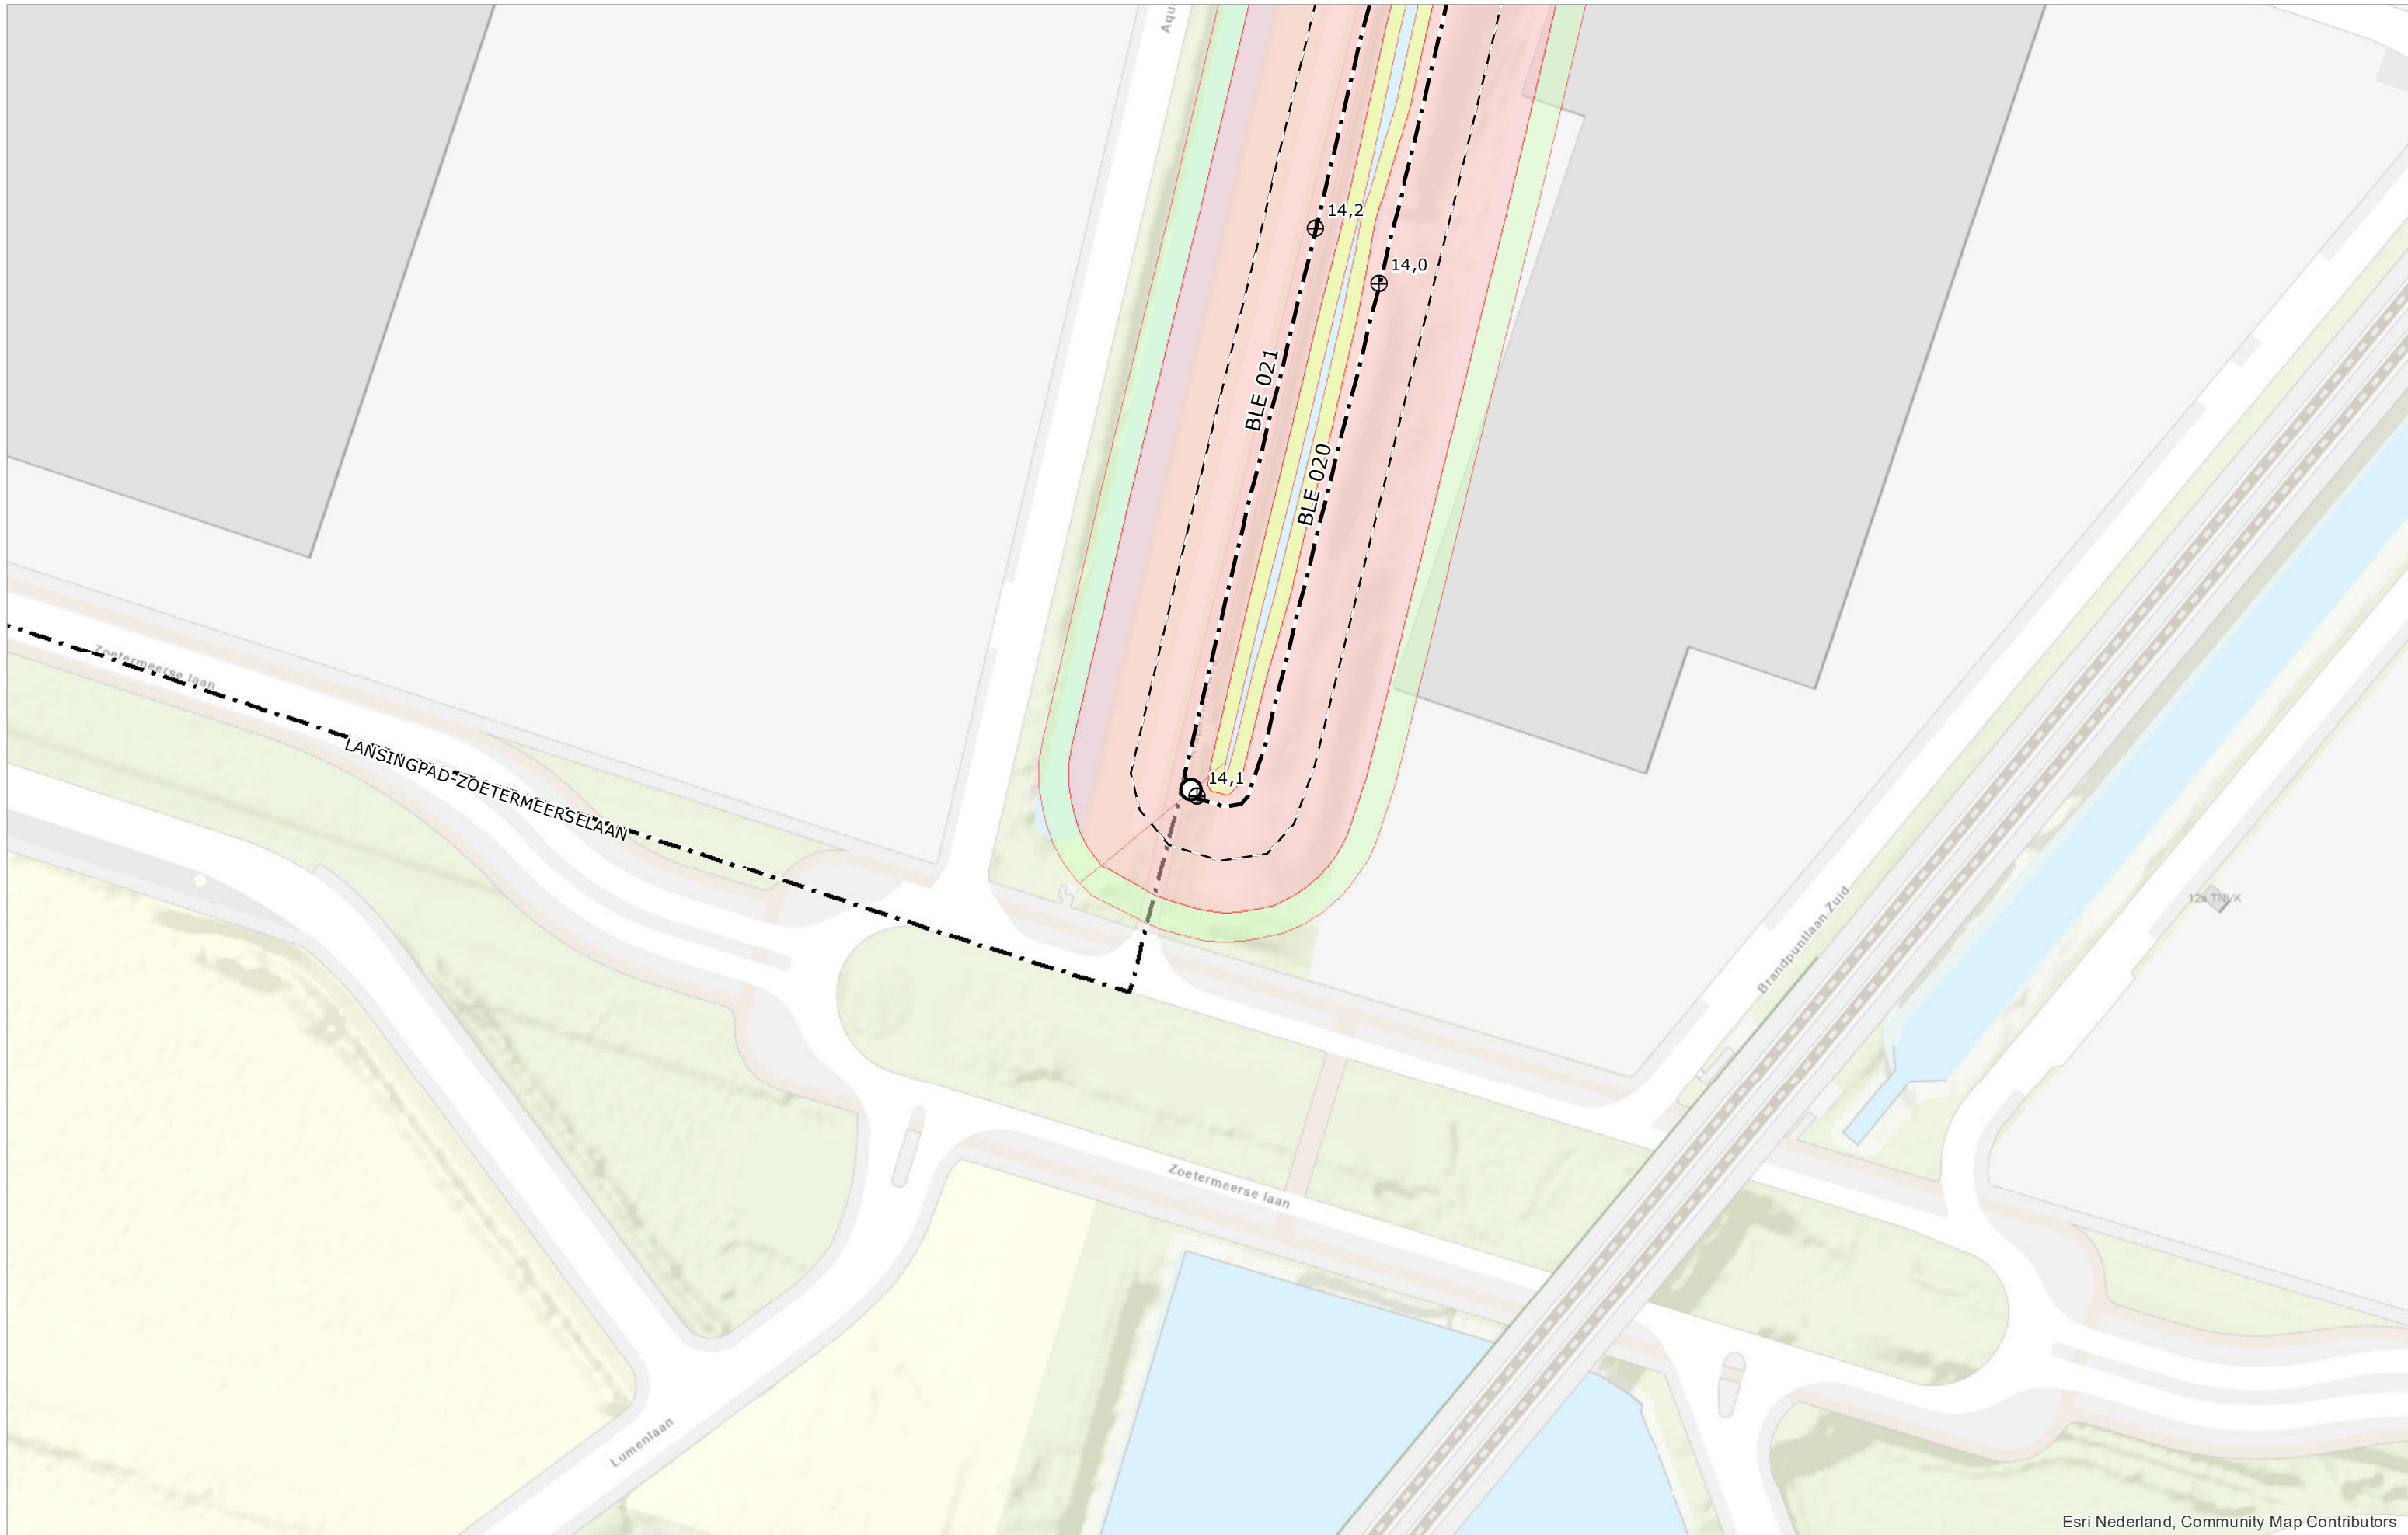 Aqu
14,2
14,0
BLE 021
BLE 020
Zoetermeerse laan
LANSINGPAD-ZOETERMEERSELAAN
14,1
12a TNVK
Brandpuntlaan Zuid
Zoetermeerse laan
Lumenlaan
Esri Nederland, Community Map Contributors